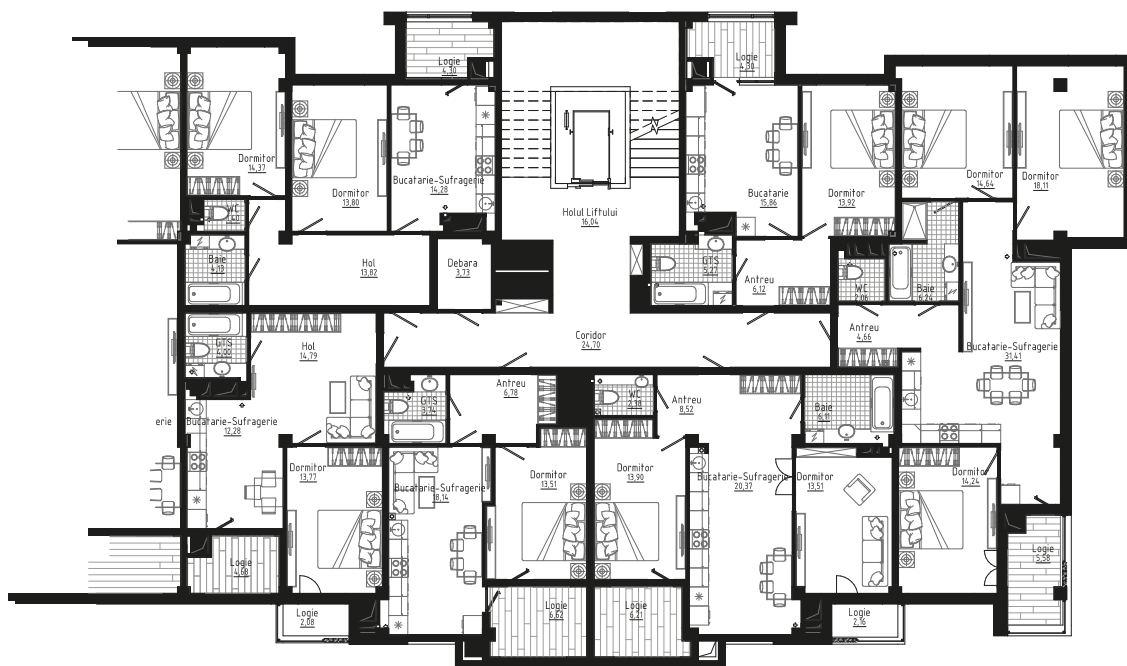 Logie
4,30
Logie
4,30
Dormitor
14,37
Dormitor
13,80
Bucatarie-Sufragerie
14,28
Holul Liftului
16,04
Bucatarie
15,86
Dormitor
13,92
Dormitor
14,64
Dormitor
18,11
WC
Baie
4,13
Hol
13,82
Debara
3,73
GTS
5,27
Antreu
6,12
WC
2,06
Baie
6,24
GTS
4,00
Hol
14,79
Coridor
24,70
Antreu
4,66
Bucatarie-Sufragerie
31,41
erie
Bucatarie-Sufragerie
12,28
GTS
3,74
Antreu
6,78
WC
2,38
Antreu
8,52
Baie
6,11
Dormitor
13,77
Bucatarie-Sufragerie
18,14
Dormitor
13,51
Dormitor
13,90
Bucatarie-Sufragerie
20,37
Dormitor
13,51
Dormitor
14,24
Logie
4,68
Logie
2,08
Logie
6,62
Logie
6,21
Logie
2,16
Logie
5,58